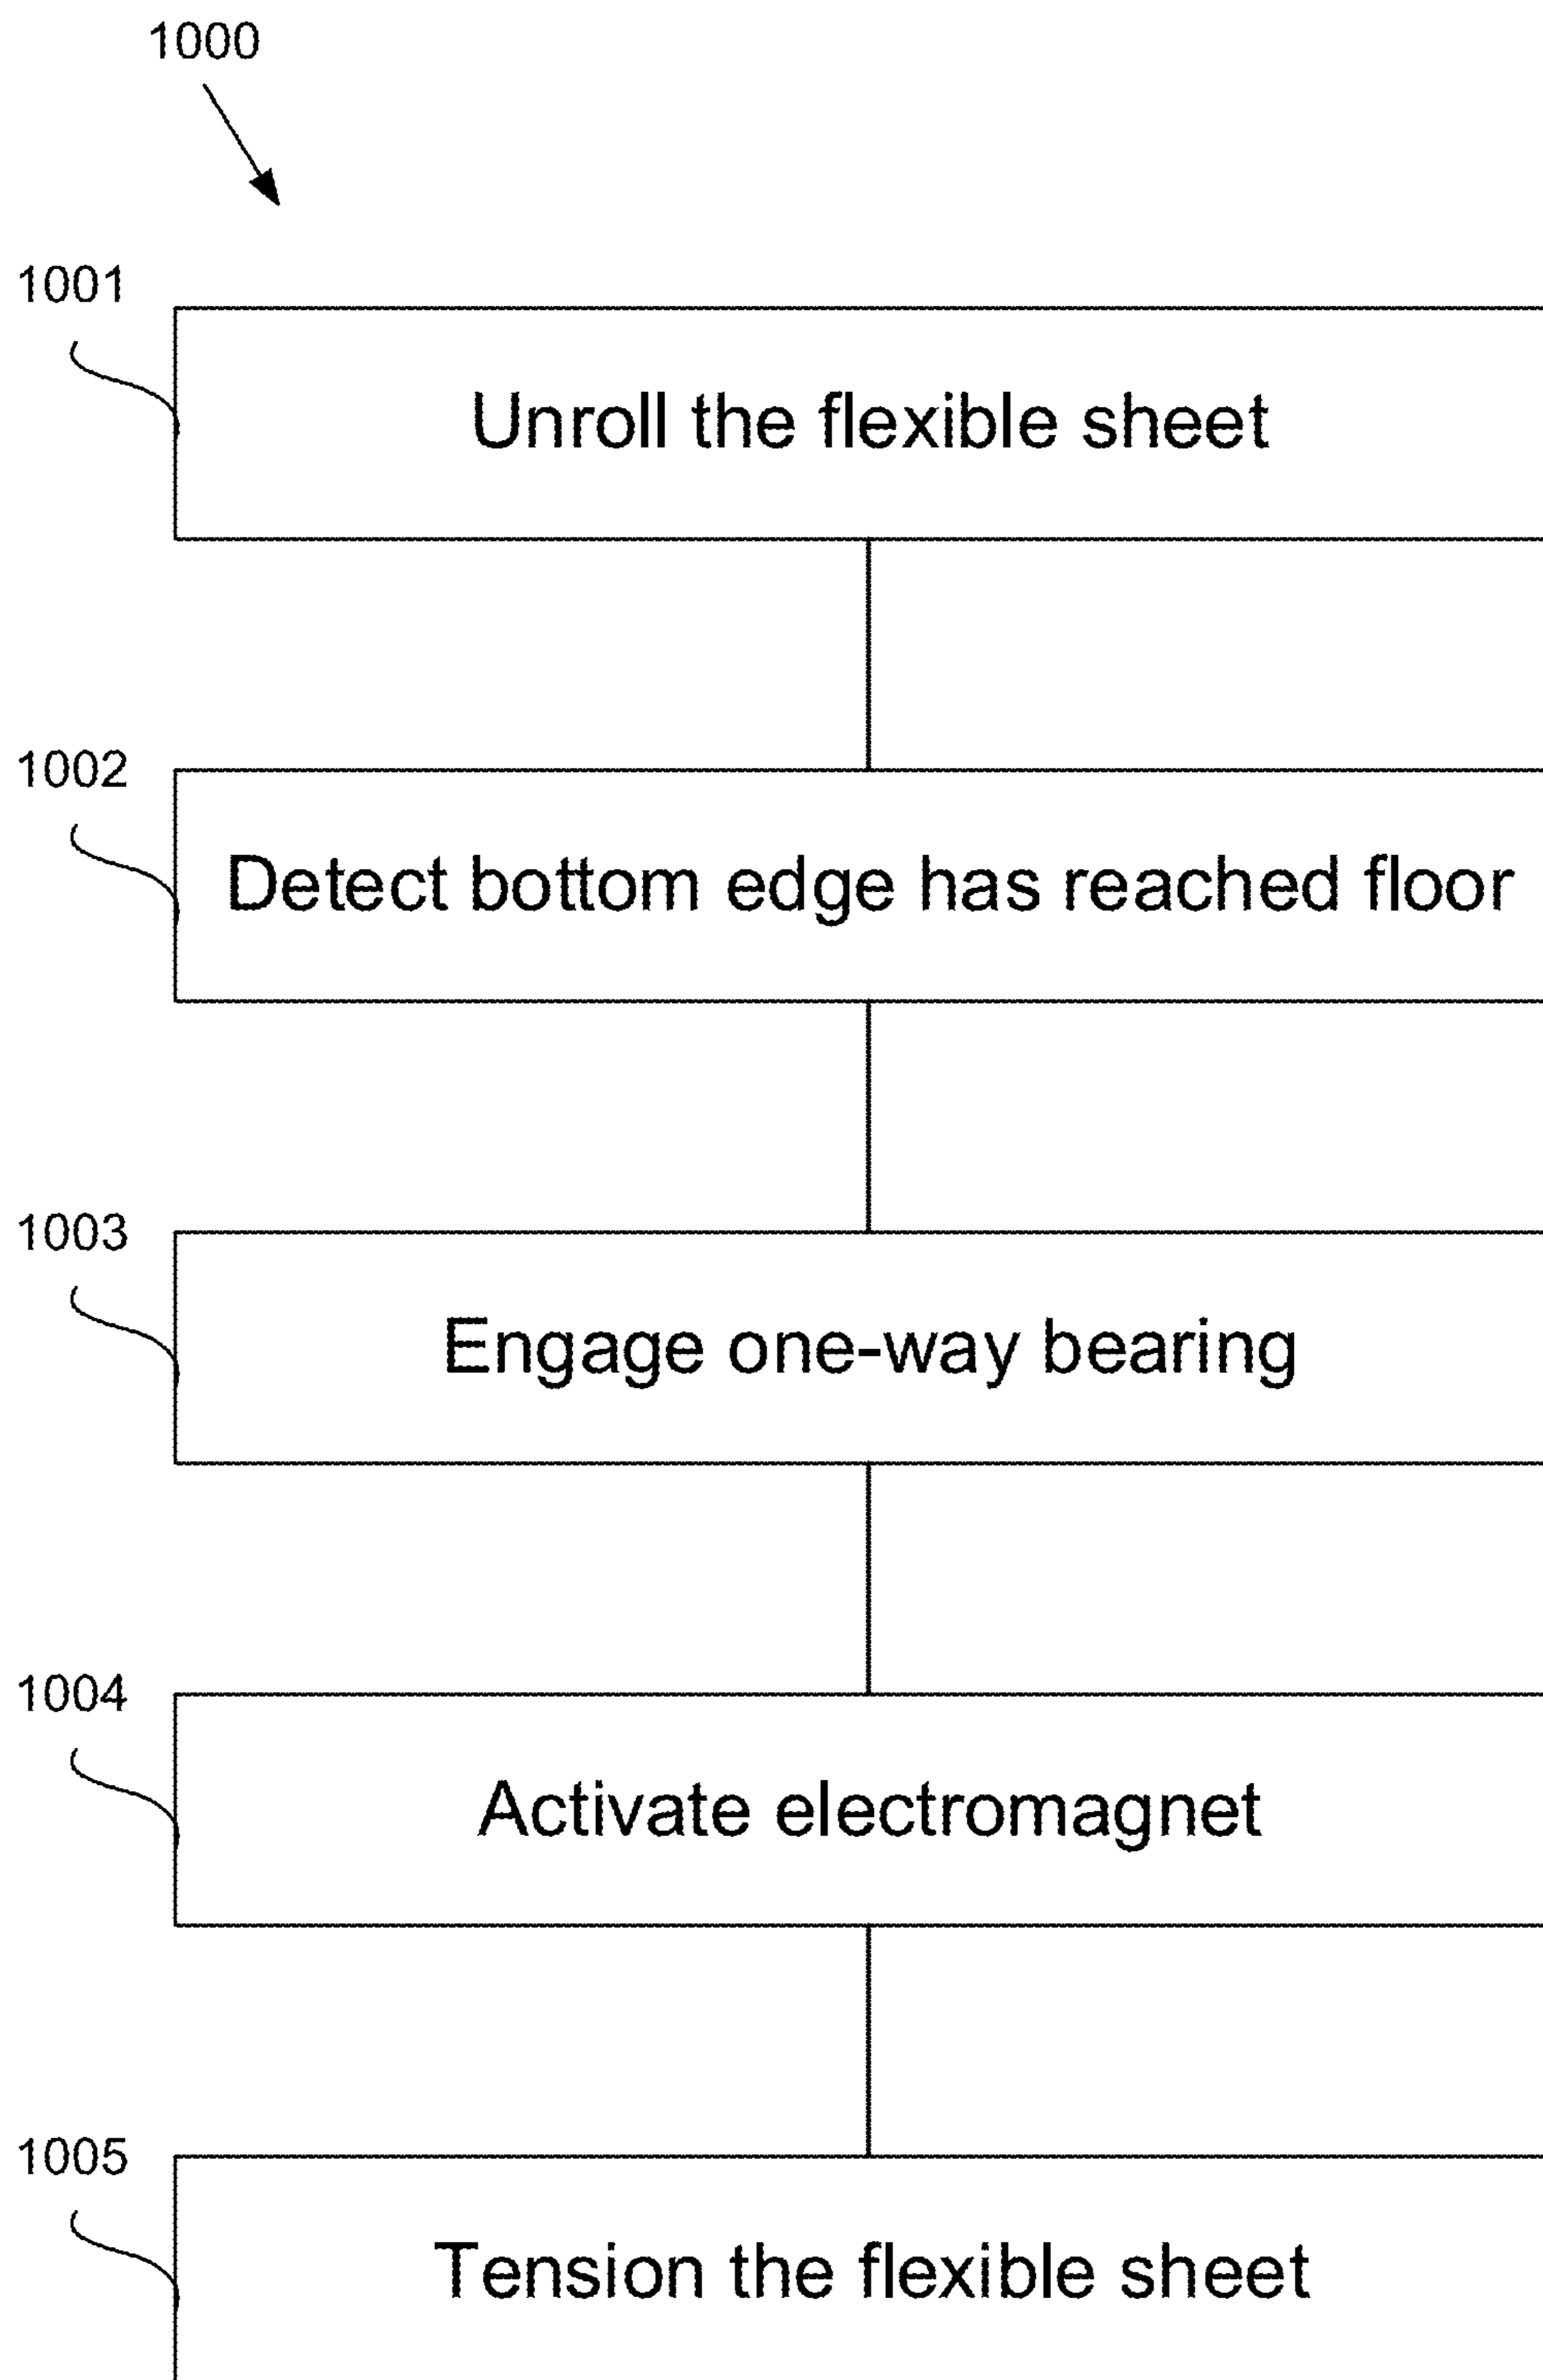 1000
1001
Unroll the flexible sheet
1002
Detect bottom edge has reached floor
1003
Engage one-way bearing
1004
Activate electromagnet
1005
Tension the flexible sheet